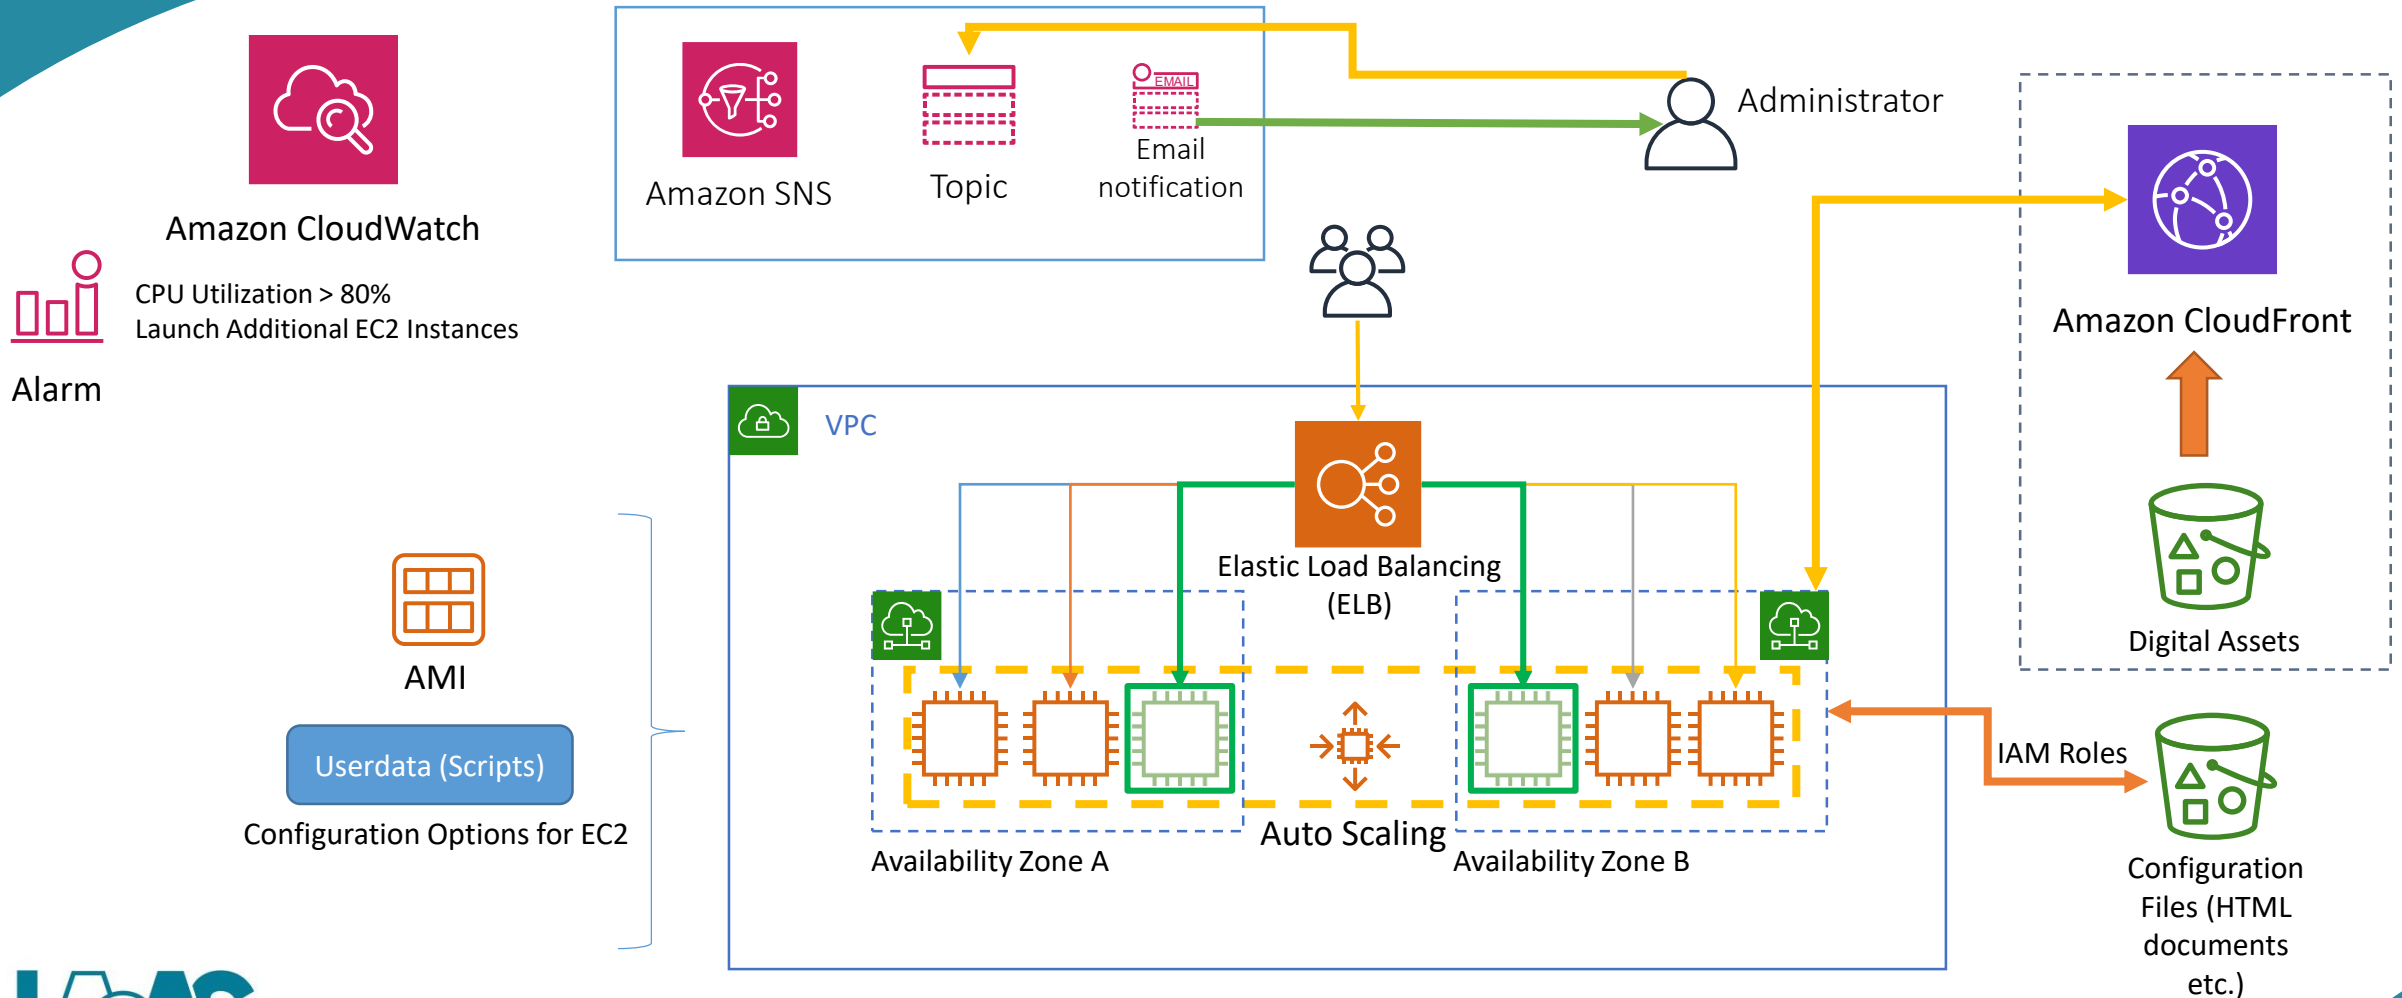 Amazon CloudWatch
CPU Utilization > 80%
Launch Additional EC2 Instances
Alarm
Amazon SNS
Topic
EMAIL
Email
notification
Administrator
Amazon CloudFront
Digital Assets
VPC
Elastic Load Balancing
(ELB)
AMI
Userdata (Scripts)
Configuration Options for EC2
Auto Scaling
Availability Zone A
Availability Zone B
IAM Roles
Configuration
Files (HTML
documents
etc.)